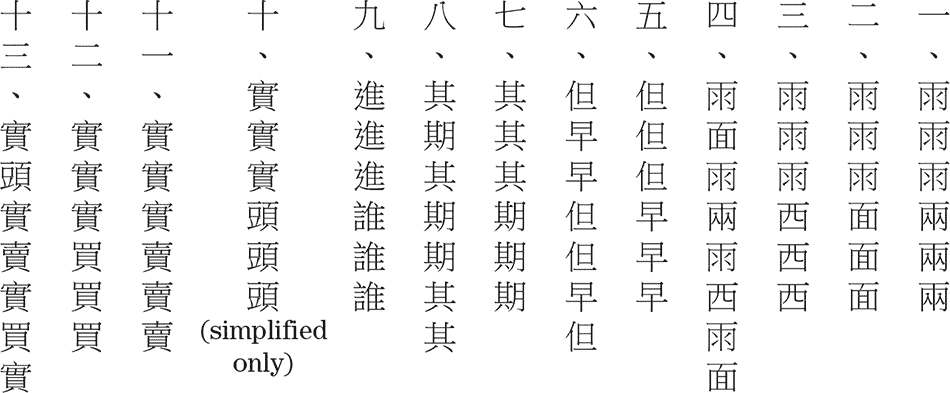 一、雨雨雨兩兩兩
二、雨雨雨面面面
三、雨雨雨西西西
四、雨面雨兩雨西雨面
五、但但但早早早
六、但早早但但早但
七、其其其期期期
八、其期其期期其其
九、進進進誰誰誰
十、實實實頭頭頭(simplified only)
十一、實實實賣賣賣
十二、實實實買買買
十三、實頭實賣實買實